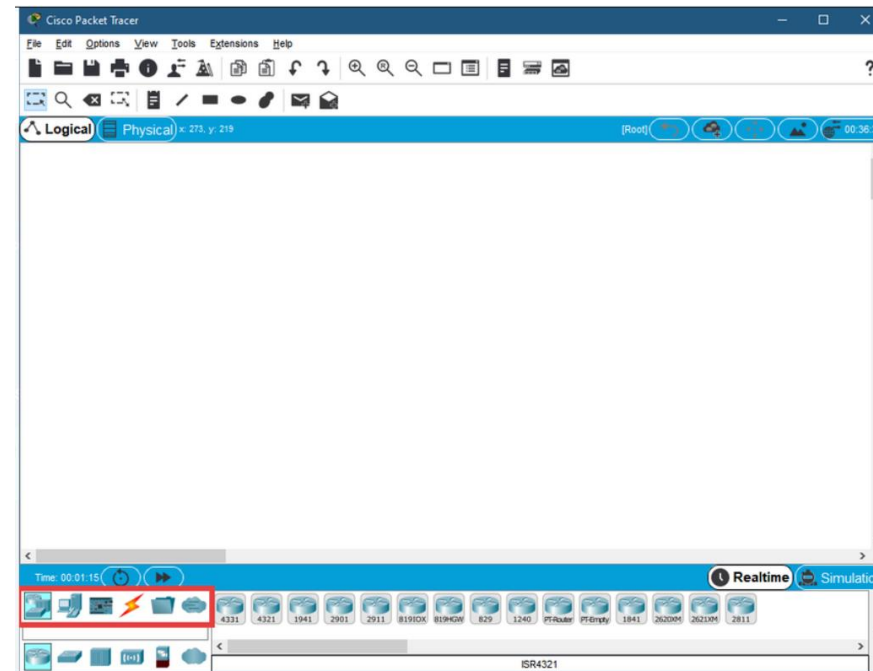 Cisco Packet Tracer
File Edit Options View Tools Extensions Help
?
Logical Physical x: 273, y: 219 [Root] 00:36:
Time: 00:01:15 Realtime Simulatio
4331 4321 1941 2901 2911 819IOX 819HGW 829 1240 PT-Router PT-Empty 1841 2620XM 2621XM 2811
ISR4321